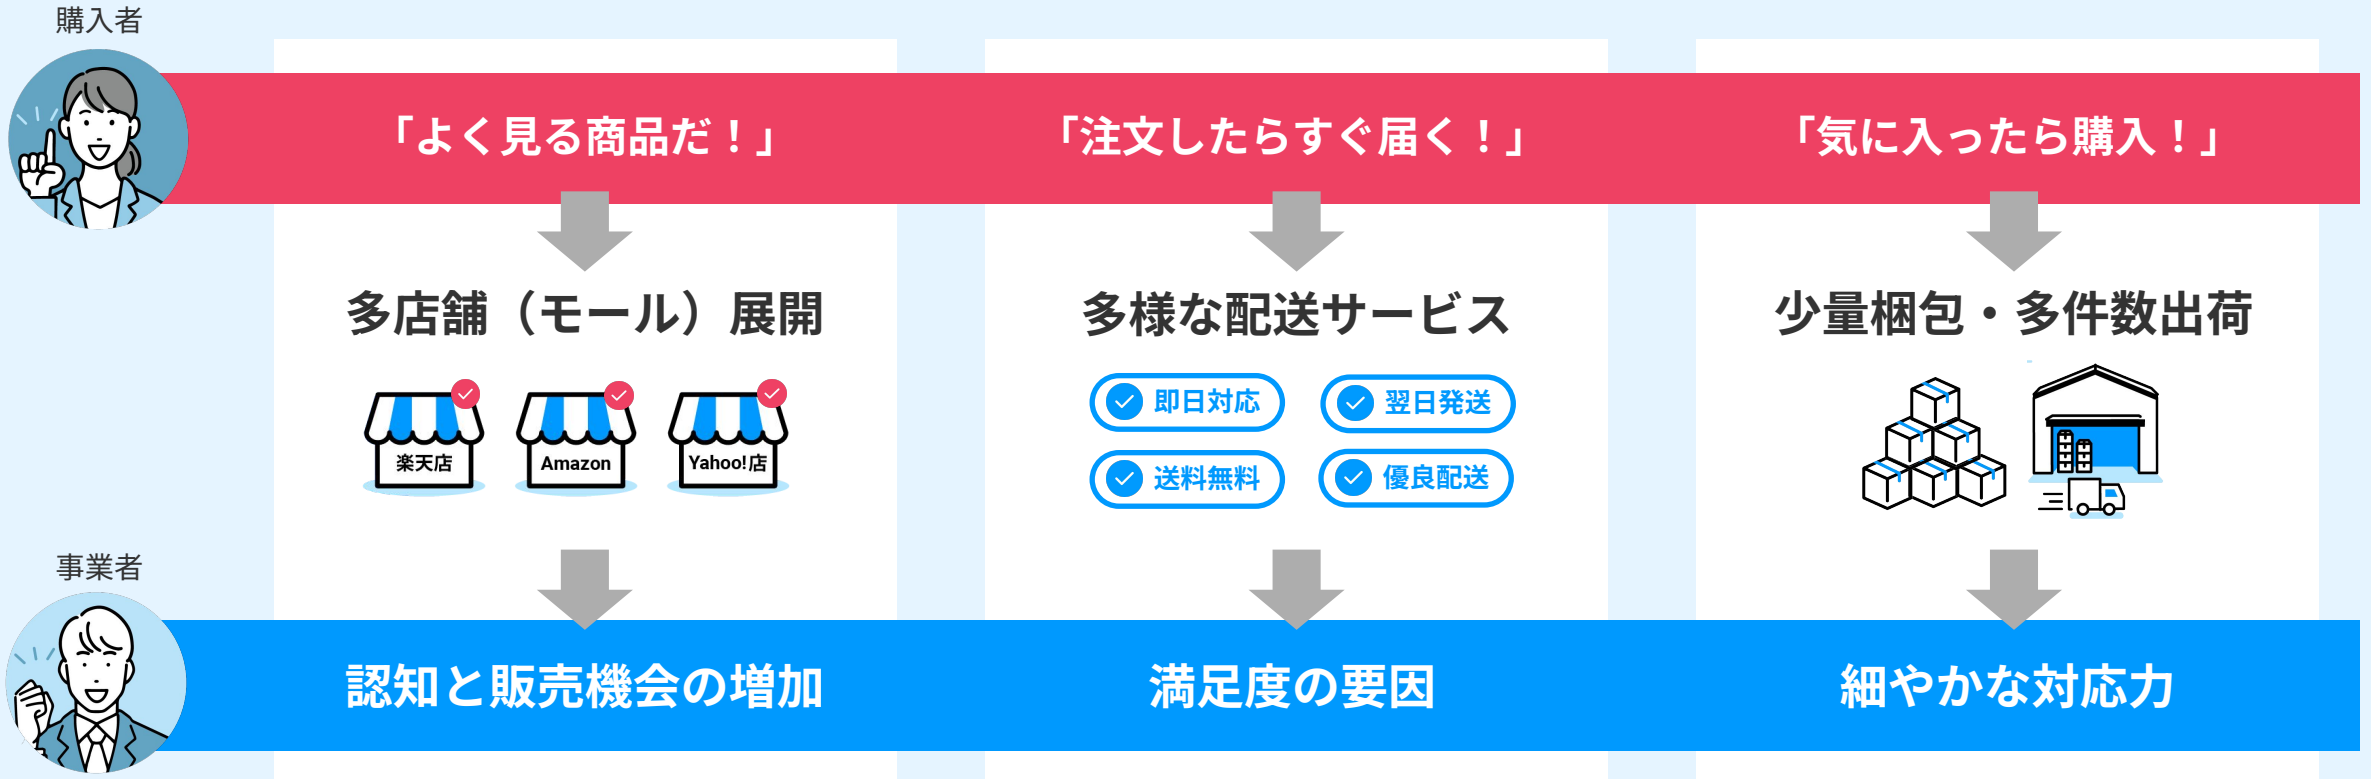 購入者
「よく見る商品だ！」
「注文したらすぐ届く！」
「気に入ったら購入！」
多店舗（モール）展開
多様な配送サービス
少量梱包・多件数出荷
楽天店
Amazon
Yahoo!店
即日対応
翌日発送
送料無料
優良配送
事業者
認知と販売機会の増加
満足度の要因
細やかな対応力